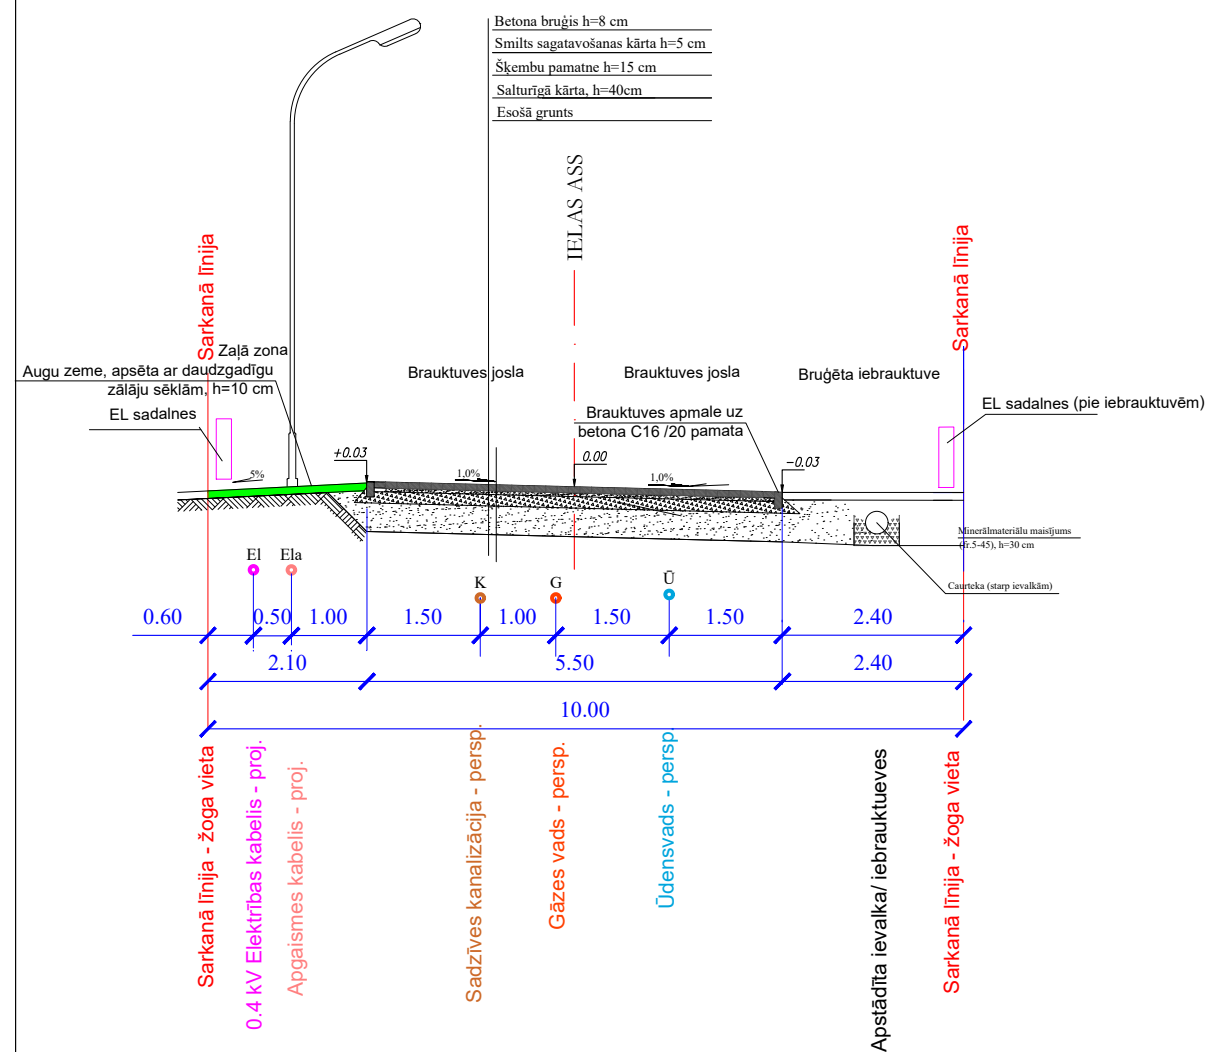 Betona bruģis h=8 cm
Smilts sagatavošanas kārta h=5 cm
Šķembu pamatne h=15 cm
Salturīgā kārta, h=40cm
Esošā grunts
IELAS ASS
Sarkanā līnija
Sarkanā līnija
Zaļā zona
Augu zeme, apsēta ar daudzgadīgu
zālāju sēklām, h=10 cm
EL sadalnes
Brauktuves josla
Brauktuves josla
Bruģēta iebrauktuve
Brauktuves apmale uz
betona C16 /20 pamata
EL sadalnes (pie iebrauktuvēm)
+0.03
0.00
-0.03
5%
1,0%
1,0%
Minerālmateriālu maisījums
(fr.5-45), h=30 cm
Caurteka (starp ievalkām)
El
Ela
K
G
Ū
0.60
0.50
1.00
1.50
1.00
1.50
1.50
2.40
2.10
5.50
2.40
10.00
Sarkanā līnija - žoga vieta
0.4 kV Elektrības kabelis - proj.
Apgaismes kabelis - proj.
Sadzīves kanalizācija - persp.
Gāzes vads - persp.
Ūdensvads - persp.
Apstādīta ievalka/ iebrauktueves
Sarkanā līnija - žoga vieta